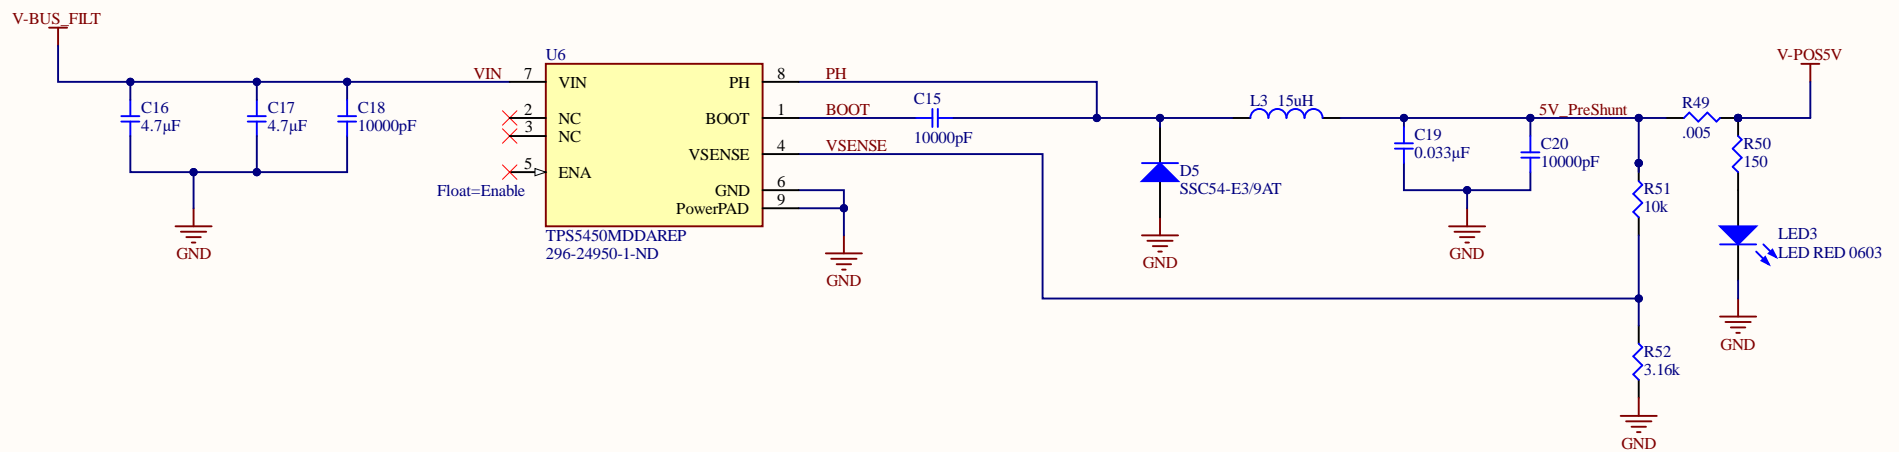 V-BUS_FILT
C16
4.7µF
C17
4.7µF
C18
10000pF
GND
VIN
7
2
3
5
Float=Enable
U6
VIN
NC
NC
ENA
PH
BOOT
VSENSE
GND
PowerPAD
TPS5450MDDAREP
296-24950-1-ND
8
1
4
6
9
PH
BOOT
VSENSE
GND
C15
10000pF
D5
SSC54-E3/9AT
GND
L3 15uH
C19
0.033µF
C20
10000pF
GND
5V_PreShunt
R49
.005
V-POS5V
R50
150
R51
10k
LED3
LED RED 0603
GND
R52
3.16k
GND